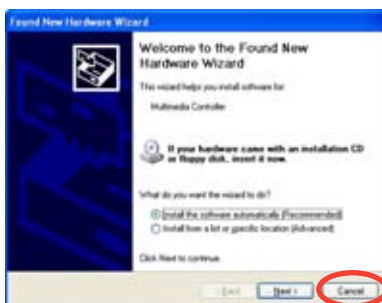 Found New Hardware Wizard
Welcome to the Found New
Hardware Wizard
This wizard helps you install software for:
Multimedia Controller
If your hardware came with an installation CD
or floppy disk, insert it now.
What do you want the wizard to do?
Install the software automatically (Recommended)
Install from a list or specific location (Advanced)
Click Next to continue.
< Back
Next >
Cancel